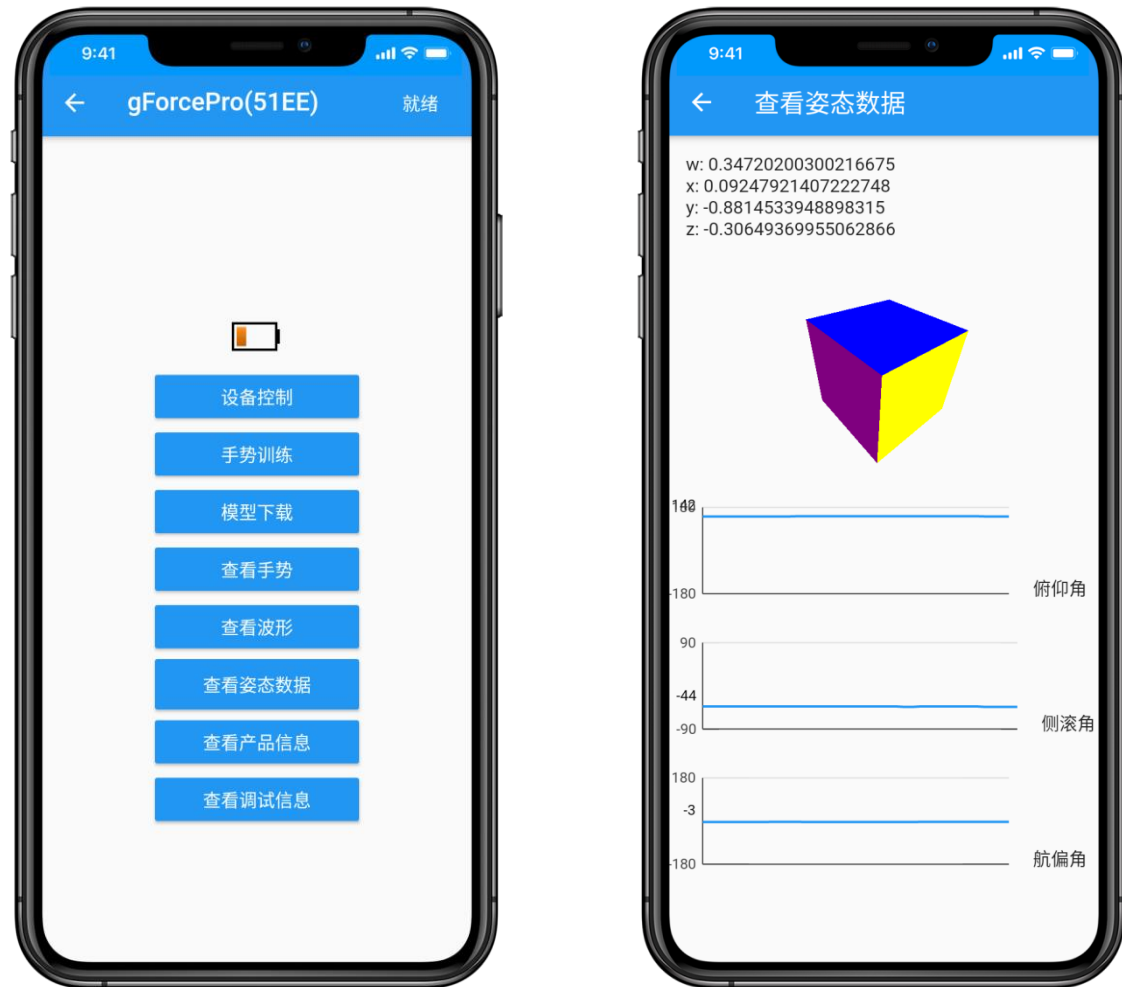 9:41
gForcePro(51EE)
就绪
设备控制
手势训练
模型下载
查看手势
查看波形
查看姿态数据
查看产品信息
查看调试信息
9:41
查看姿态数据
w: 0.34720200300216675
x: 0.09247921407222748
y: -0.8814533948898315
z: -0.30649369955062866
-180
俯仰角
90
-44
-90
侧滚角
180
-3
-180
航偏角